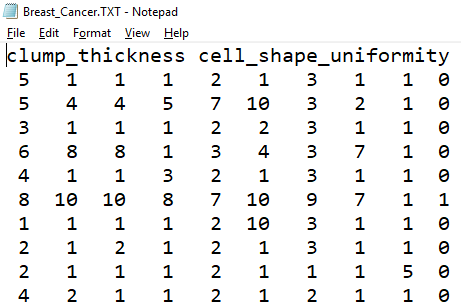 Breast_Cancer.TXT - Notepad
File Edit Format View Help
clump_thickness cell_shape_uniformity
5 1 1 1 2 1 3 1 1 0
5 4 4 5 7 10 3 2 1 0
3 1 1 1 2 2 3 1 1 0
6 8 8 1 3 4 3 7 1 0
4 1 1 3 2 1 3 1 1 0
8 10 10 8 7 10 9 7 1 1
1 1 1 1 2 10 3 1 1 0
2 1 2 1 2 1 3 1 1 0
2 1 1 1 2 1 1 1 5 0
4 2 1 1 2 1 2 1 1 0